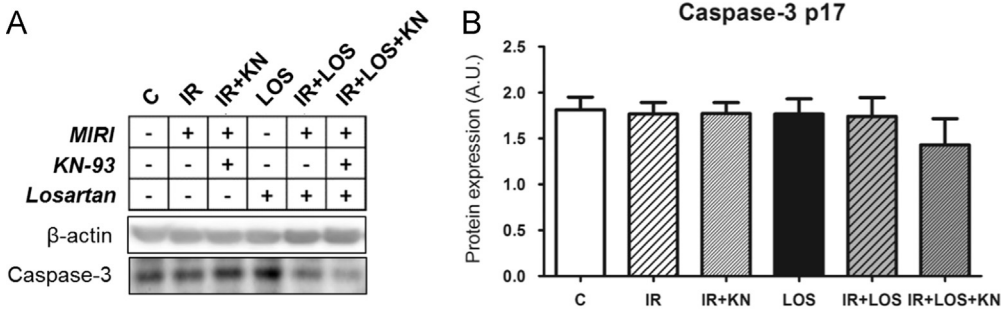 A
C IR IR+KN LOS IR+LOS IR+LOS+KN
MIRI - + + - + +
KN-93 - - + - - +
Losartan - - - + + +
β-actin
Caspase-3
B
Caspase-3 p17
Protein expression (A.U.)
2.5
2.0
1.5
1.0
0.5
0.0
C IR IR+KN LOS IR+LOS IR+LOS+KN